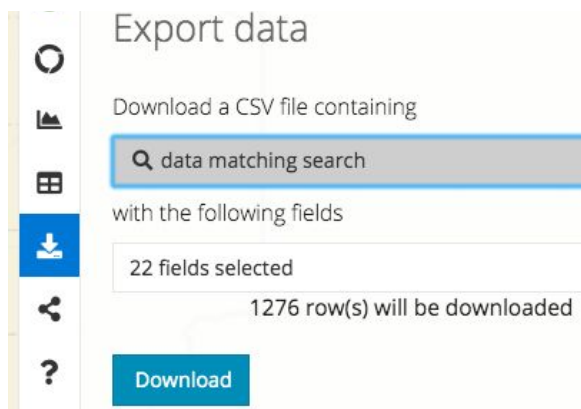 Export data
Download a CSV file containing
data matching search
with the following fields
22 fields selected
1276 row(s) will be downloaded
?
Download